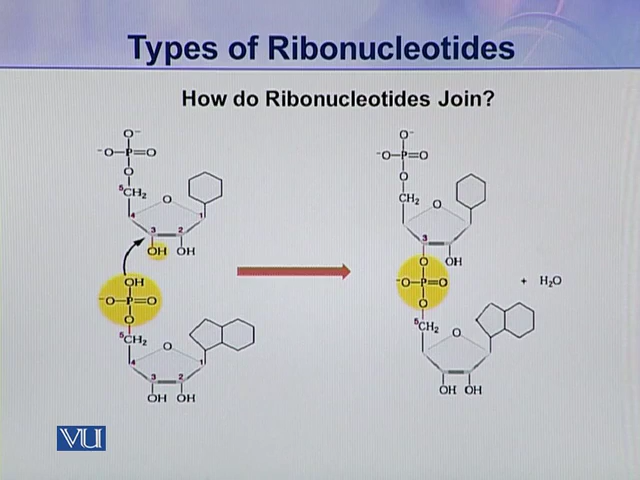 Types of Ribonucleotides
How do Ribonucleotides Join?
O⁻
⁻O–P=O
O
⁵CH₂
O
4
1
3
2
OH OH
OH
⁻O–P=O
O
⁵CH₂
O
4
1
3
2
OH OH
O⁻
⁻O–P=O
O
CH₂
O
3
O
OH
⁻O–P=O
O
⁵CH₂
O
OH OH
+ H₂O
VU